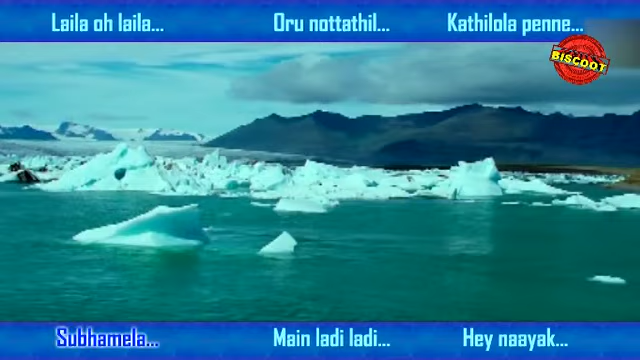 Laila oh laila... Oru nottathil... Kathilola penne...
BISCOOT
Subhamela... Main ladi ladi... Hey naayak...